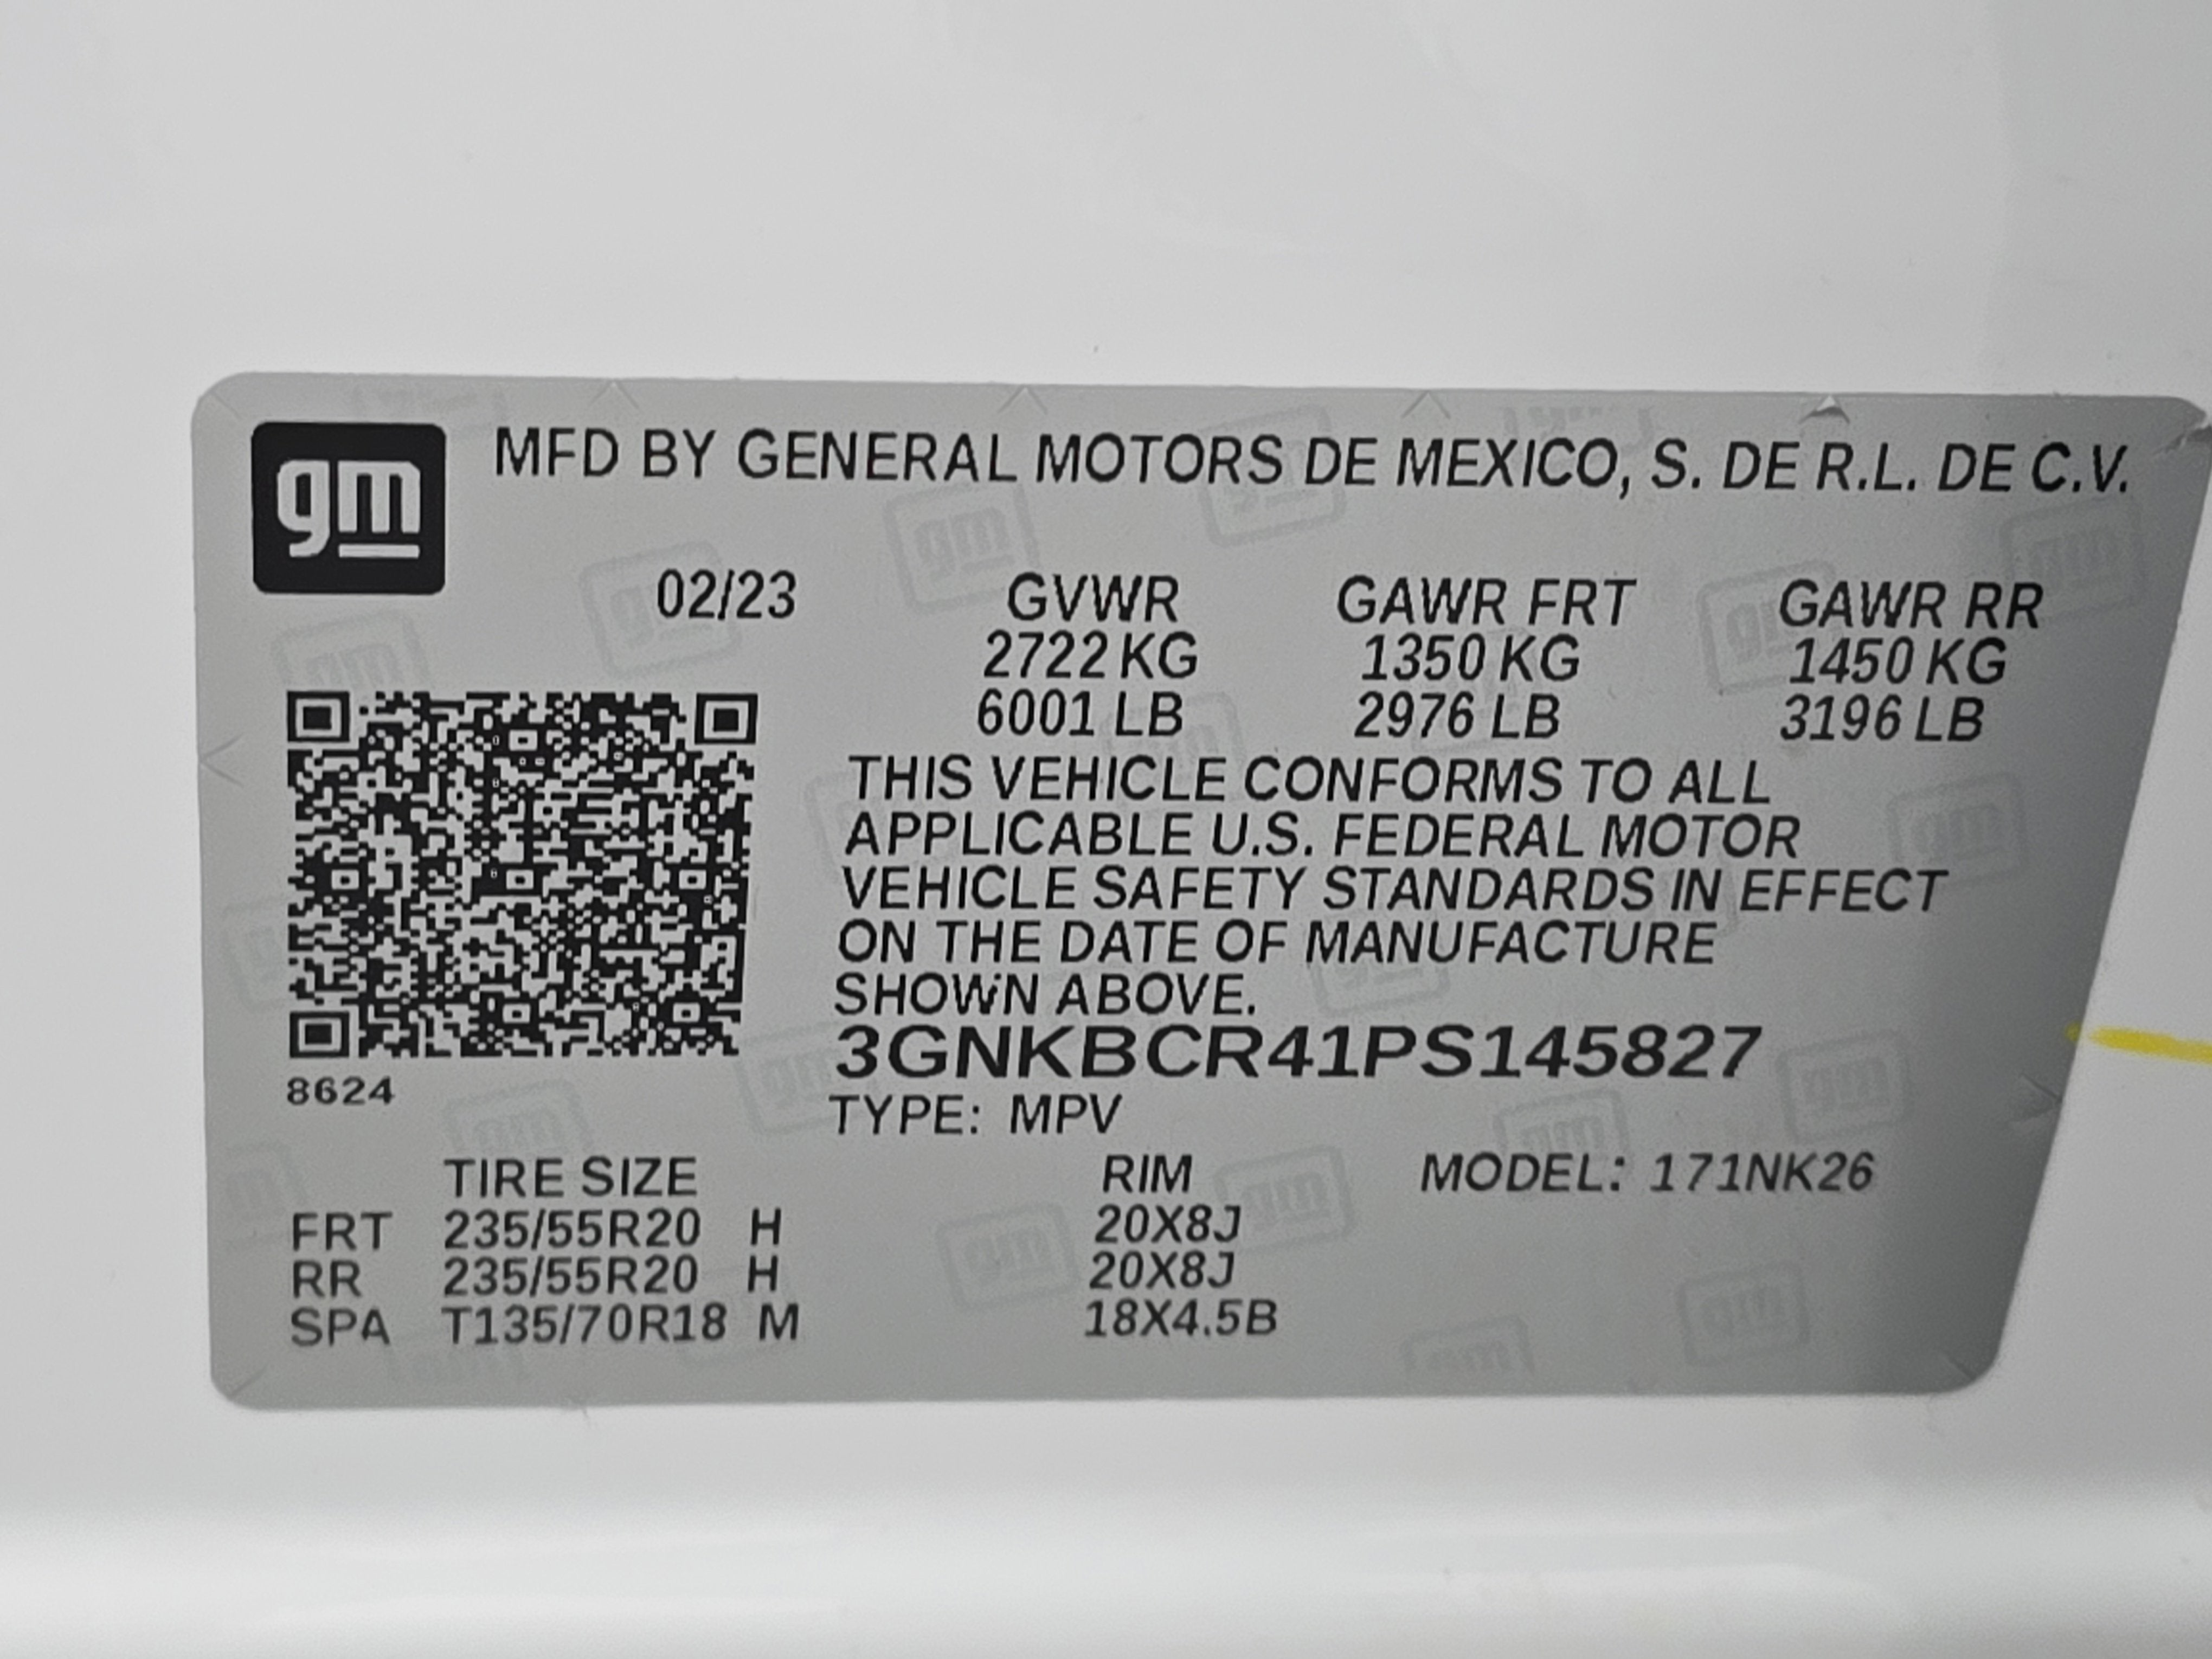 gm
MFD BY GENERAL MOTORS DE MEXICO, S. DE R.L. DE C.V.
02/23 GVWR GAWR FRT GAWR RR
2722 KG 1350 KG 1450 KG
6001 LB 2976 LB 3196 LB
THIS VEHICLE CONFORMS TO ALL
APPLICABLE U.S. FEDERAL MOTOR
VEHICLE SAFETY STANDARDS IN EFFECT
ON THE DATE OF MANUFACTURE
SHOWN ABOVE.
3GNKBCR41PS145827
8624
TYPE: MPV
TIRE SIZE RIM MODEL: 171NK26
FRT 235/55R20 H 20X8J
RR 235/55R20 H 20X8J
SPA T135/70R18 M 18X4.5B